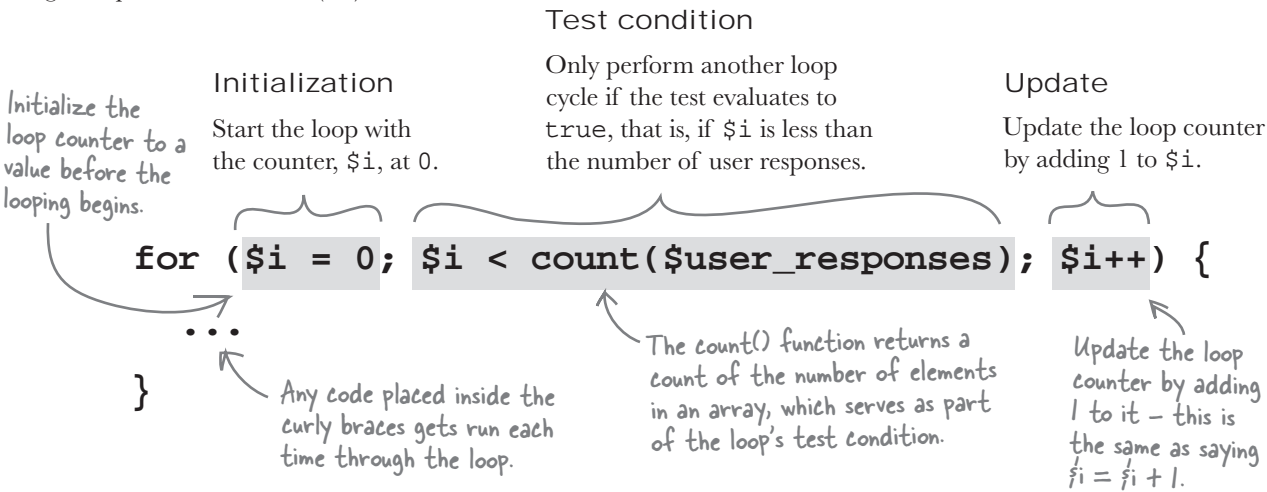 Test condition
Only perform another loop
cycle if the test evaluates to
true, that is, if $i is less than
the number of user responses.
Initialization
Start the loop with
the counter, $i, at 0.
Update
Update the loop counter
by adding 1 to $i.
Initialize the
loop counter to a
value before the
looping begins.
for ($i = 0; $i < count($user_responses); $i++) {
...
}
Any code placed inside the
curly braces gets run each
time through the loop.
The count() function returns a
count of the number of elements
in an array, which serves as part
of the loop's test condition.
Update the loop
counter by adding
1 to it – this is
the same as saying
$i = $i + 1.